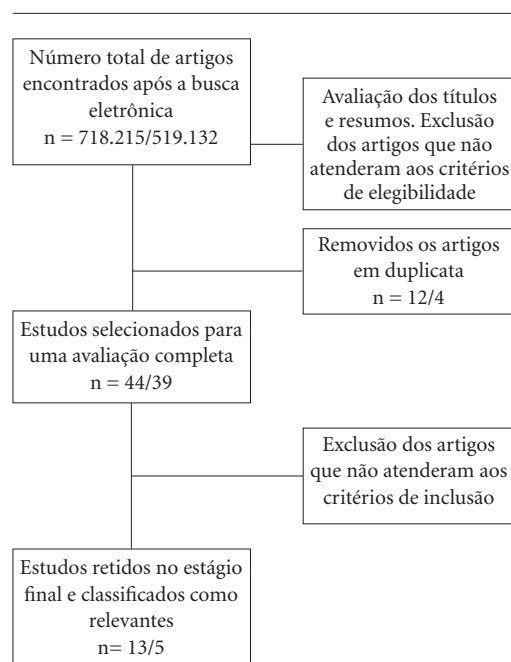 Número total de artigos
encontrados após a busca
eletrônica
n = 718.215/519.132
Avaliação dos títulos
e resumos. Exclusão
dos artigos que não
atenderam aos critérios
de elegibilidade
Removidos os artigos
em duplicata
n = 12/4
Estudos selecionados para
uma avaliação completa
n = 44/39
Exclusão dos artigos
que não atenderam aos
critérios de inclusão
Estudos retidos no estágio
final e classificados como
relevantes
n= 13/5